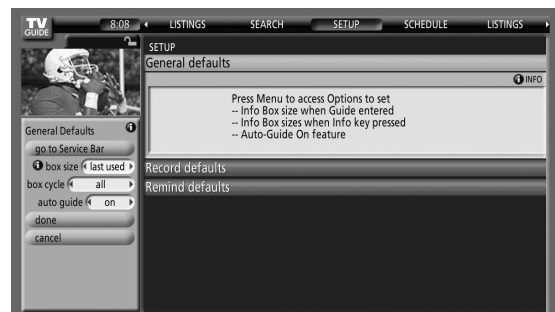 TV
GUIDE
8:08
LISTINGS SEARCH SETUP SCHEDULE LISTINGS
SETUP
General defaults
INFO
Press Menu to access Options to set
-- Info Box size when Guide entered
-- Info Box sizes when Info key pressed
-- Auto-Guide On feature
Record defaults
Remind defaults
General Defaults
go to Service Bar
box size last used
box cycle all
auto guide on
done
cancel